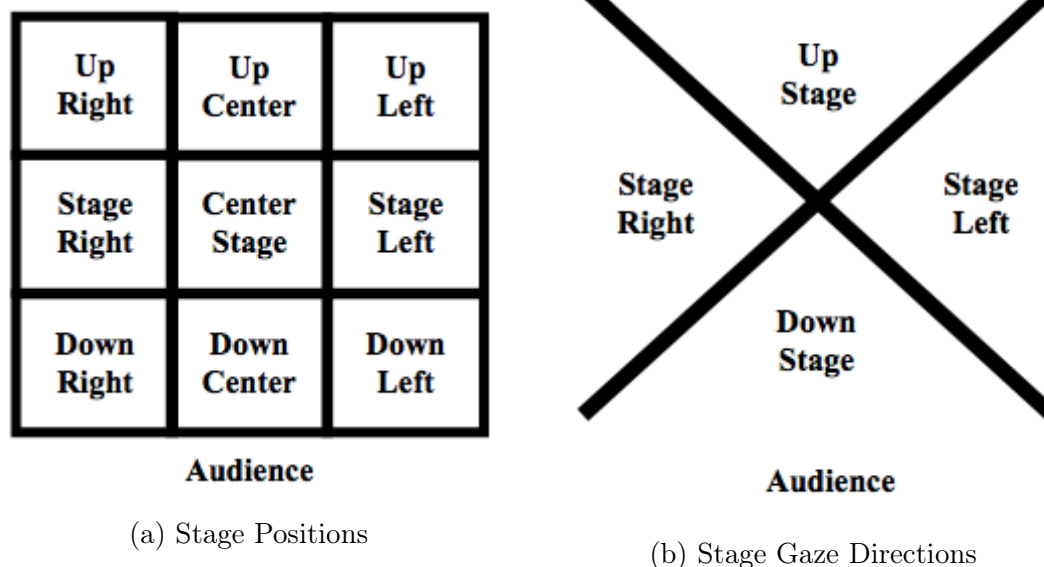 Up
Right
Up
Center
Up
Left
Stage
Right
Center
Stage
Stage
Left
Down
Right
Down
Center
Down
Left
Audience
(a) Stage Positions
Up
Stage
Stage
Right
Stage
Left
Down
Stage
Audience
(b) Stage Gaze Directions